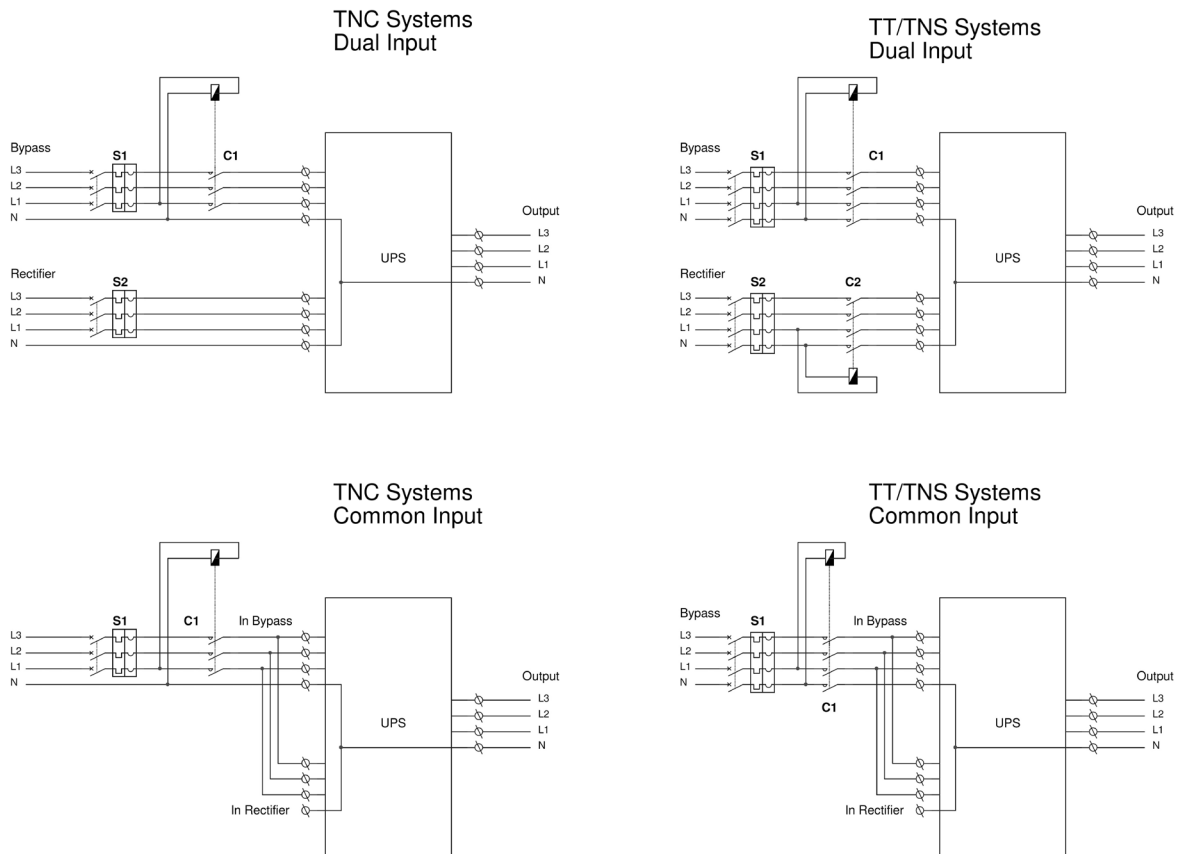 TNC Systems
Dual Input
Bypass
S1
C1
L3
L2
L1
N
Output
L3
L2
L1
N
UPS
Rectifier
S2
L3
L2
L1
N
TT/TNS Systems
Dual Input
Bypass
S1
C1
L3
L2
L1
N
Output
L3
L2
L1
N
UPS
Rectifier
S2
C2
L3
L2
L1
N
TNC Systems
Common Input
S1
C1
In Bypass
L3
L2
L1
N
Output
L3
L2
L1
N
UPS
In Rectifier
TT/TNS Systems
Common Input
Bypass
S1
In Bypass
L3
L2
L1
N
C1
Output
L3
L2
L1
N
UPS
In Rectifier